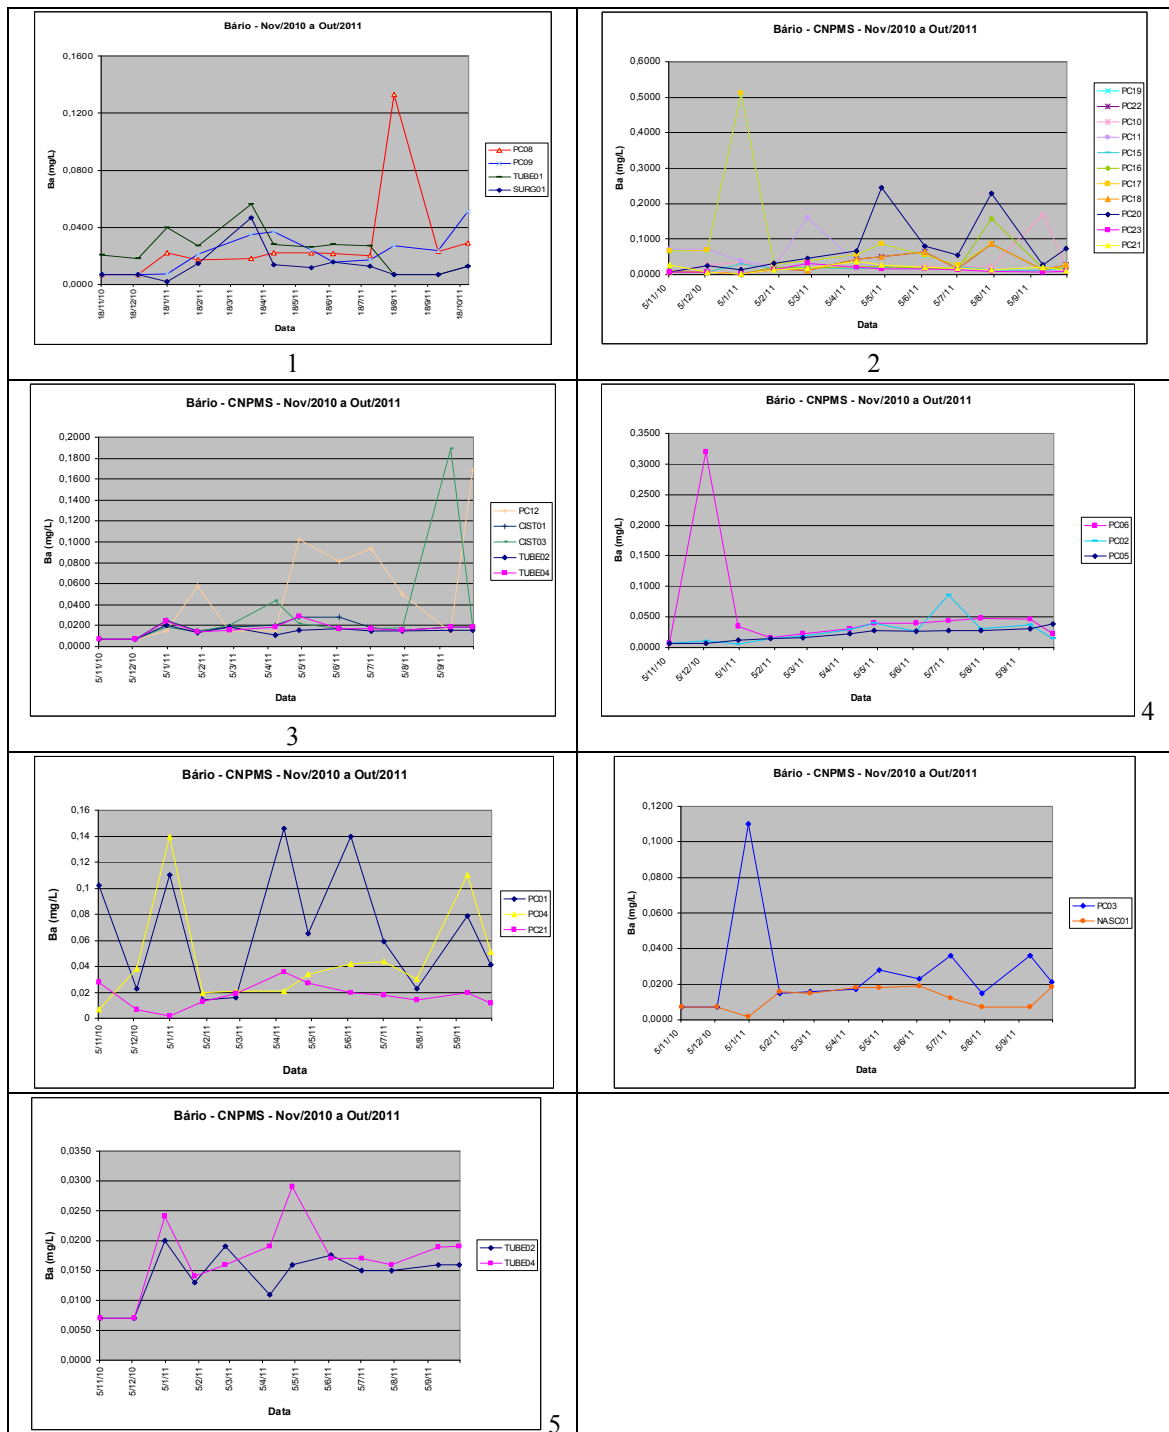 Bário - Nov/2010 a Out/2011
Ba (mg/L)
0,1600
0,1200
0,0800
0,0400
0,0000
18/11/10
18/12/10
18/1/11
18/2/11
18/3/11
18/4/11
18/5/11
18/6/11
18/7/11
18/8/11
18/9/11
18/10/11
Data
PC08
PC09
TUBE01
SURG01
1
Bário - CNPMS - Nov/2010 a Out/2011
Ba (mg/L)
0,6000
0,5000
0,4000
0,3000
0,2000
0,1000
0,0000
5/11/10
5/12/10
5/1/11
5/2/11
5/3/11
5/4/11
5/5/11
5/6/11
5/7/11
5/8/11
5/9/11
Data
PC19
PC22
PC10
PC11
PC15
PC16
PC17
PC18
PC20
PC23
PC21
2
Bário - CNPMS - Nov/2010 a Out/2011
Ba (mg/L)
0,2000
0,1800
0,1600
0,1400
0,1200
0,1000
0,0800
0,0600
0,0400
0,0200
0,0000
5/11/10
5/12/10
5/1/11
5/2/11
5/3/11
5/4/11
5/5/11
5/6/11
5/7/11
5/8/11
5/9/11
Data
PC12
CIST01
CIST03
TUBE02
TUBE04
3
Bário - CNPMS - Nov/2010 a Out/2011
Ba (mg/L)
0,3500
0,3000
0,2500
0,2000
0,1500
0,1000
0,0500
0,0000
5/11/10
5/12/10
5/1/11
5/2/11
5/3/11
5/4/11
5/5/11
5/6/11
5/7/11
5/8/11
5/9/11
Data
PC06
PC02
PC05
4
Bário - CNPMS - Nov/2010 a Out/2011
Ba (mg/L)
0,16
0,14
0,12
0,1
0,08
0,06
0,04
0,02
0
5/11/10
5/12/10
5/1/11
5/2/11
5/3/11
5/4/11
5/5/11
5/6/11
5/7/11
5/8/11
5/9/11
Data
PC01
PC04
PC21
Bário - CNPMS - Nov/2010 a Out/2011
Ba (mg/L)
0,1200
0,1000
0,0800
0,0600
0,0400
0,0200
0,0000
5/11/10
5/12/10
5/1/11
5/2/11
5/3/11
5/4/11
5/5/11
5/6/11
5/7/11
5/8/11
5/9/11
Data
PC03
NASC01
Bário - CNPMS - Nov/2010 a Out/2011
Ba (mg/L)
0,0350
0,0300
0,0250
0,0200
0,0150
0,0100
0,0050
0,0000
5/11/10
5/12/10
5/1/11
5/2/11
5/3/11
5/4/11
5/5/11
5/6/11
5/7/11
5/8/11
5/9/11
Data
TUBE02
TUBE04
5